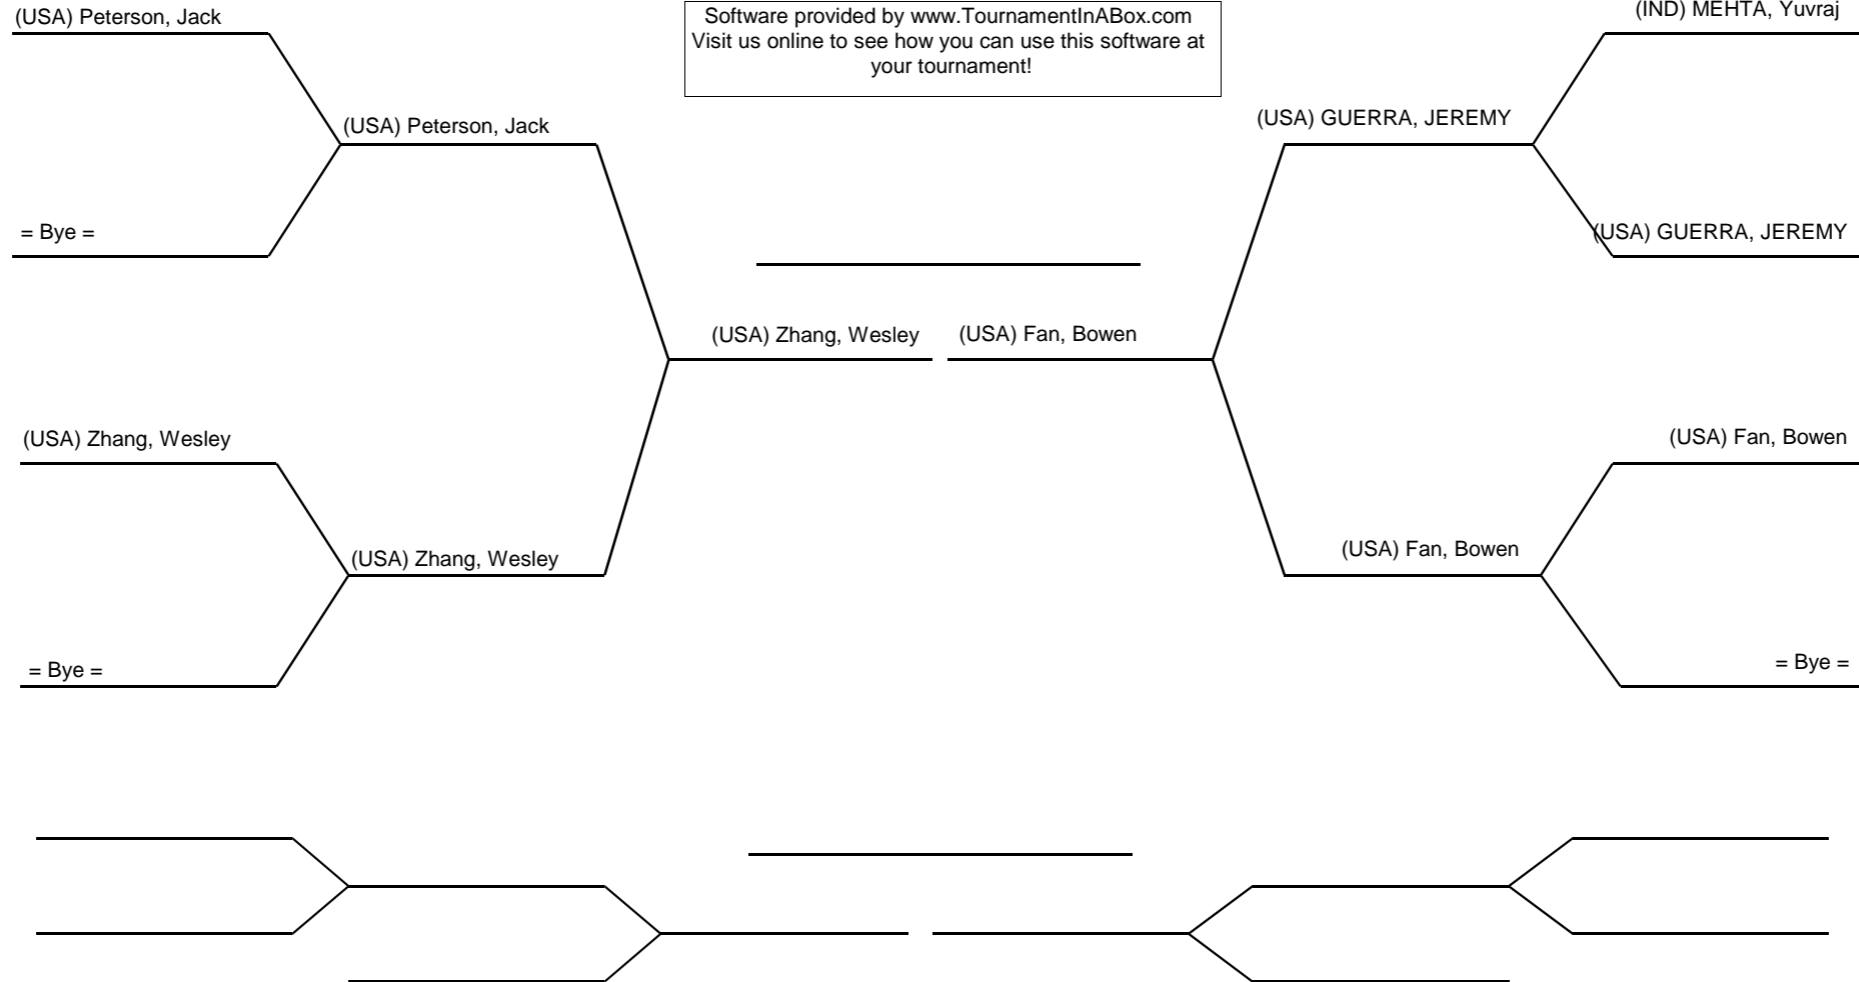 (USA) Peterson, Jack
Software provided by www.TournamentInABox.com
Visit us online to see how you can use this software at
your tournament!
(IND) MEHTA, Yuvraj
(USA) Peterson, Jack
(USA) GUERRA, JEREMY
= Bye =
(USA) GUERRA, JEREMY
(USA) Zhang, Wesley
(USA) Fan, Bowen
(USA) Zhang, Wesley
(USA) Fan, Bowen
(USA) Zhang, Wesley
(USA) Fan, Bowen
= Bye =
= Bye =